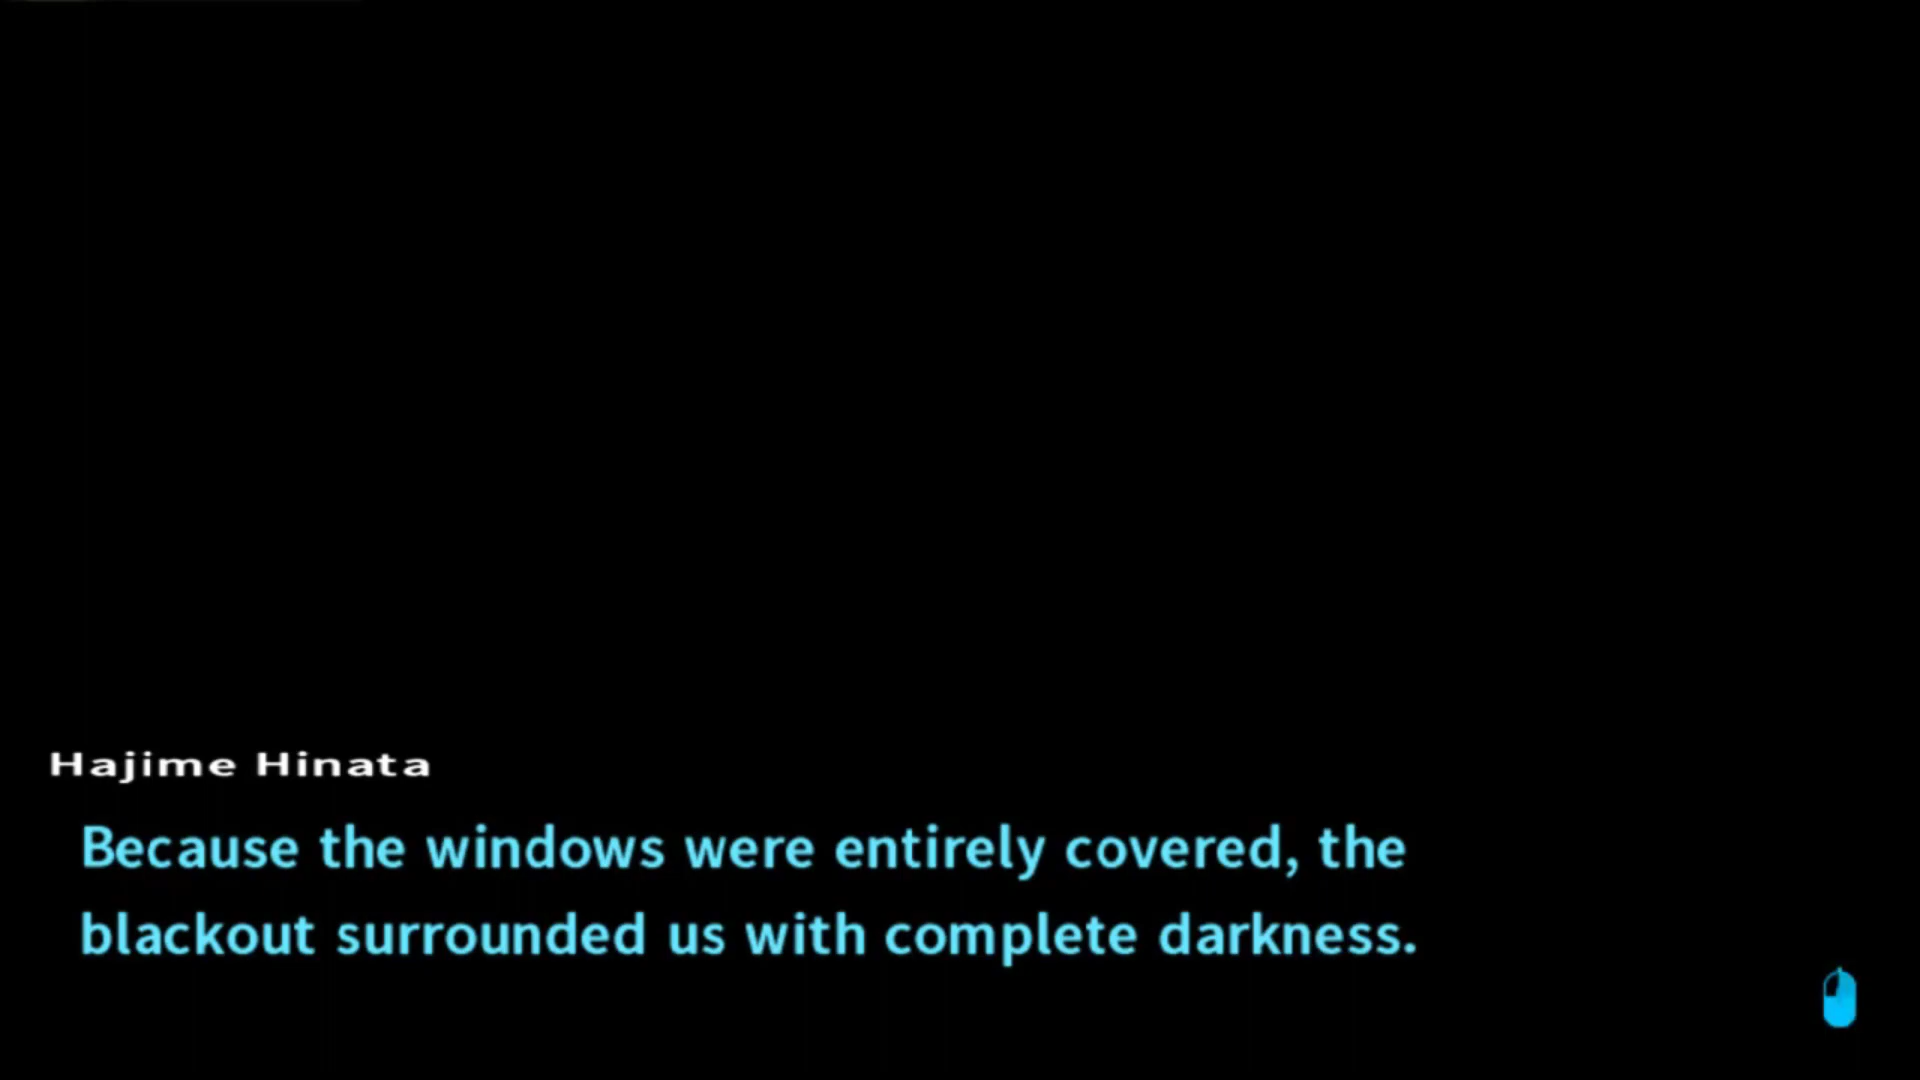 Hajime Hinata
Because the windows were entirely covered, the
blackout surrounded us with complete darkness.